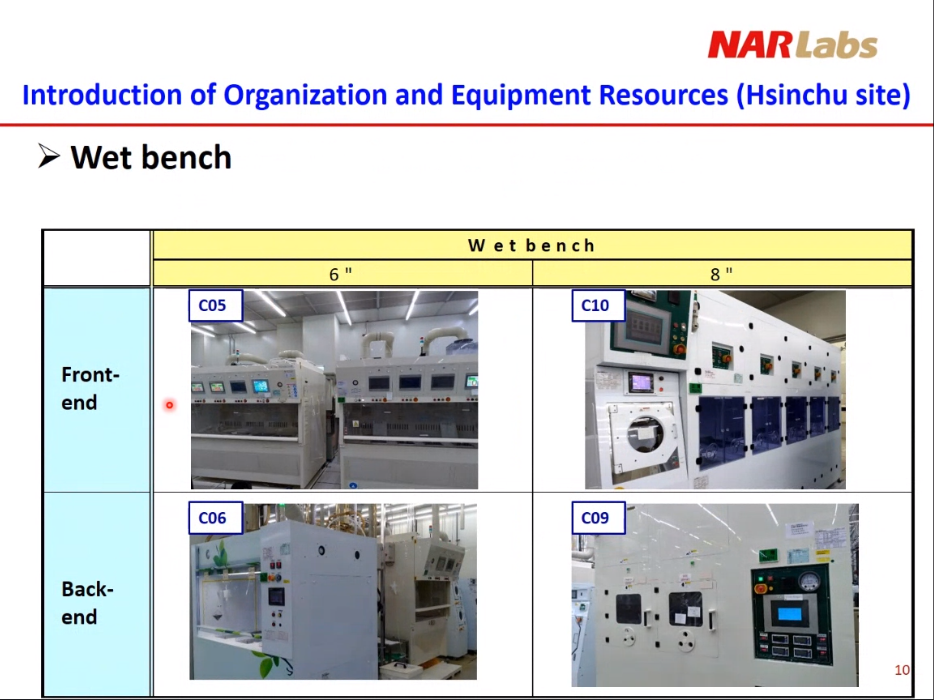 NARLabs
Introduction of Organization and Equipment Resources (Hsinchu site)
➢ Wet bench
Wet bench
6 "
8 "
Front-
end
C05
C10
Back-
end
C06
C09
10